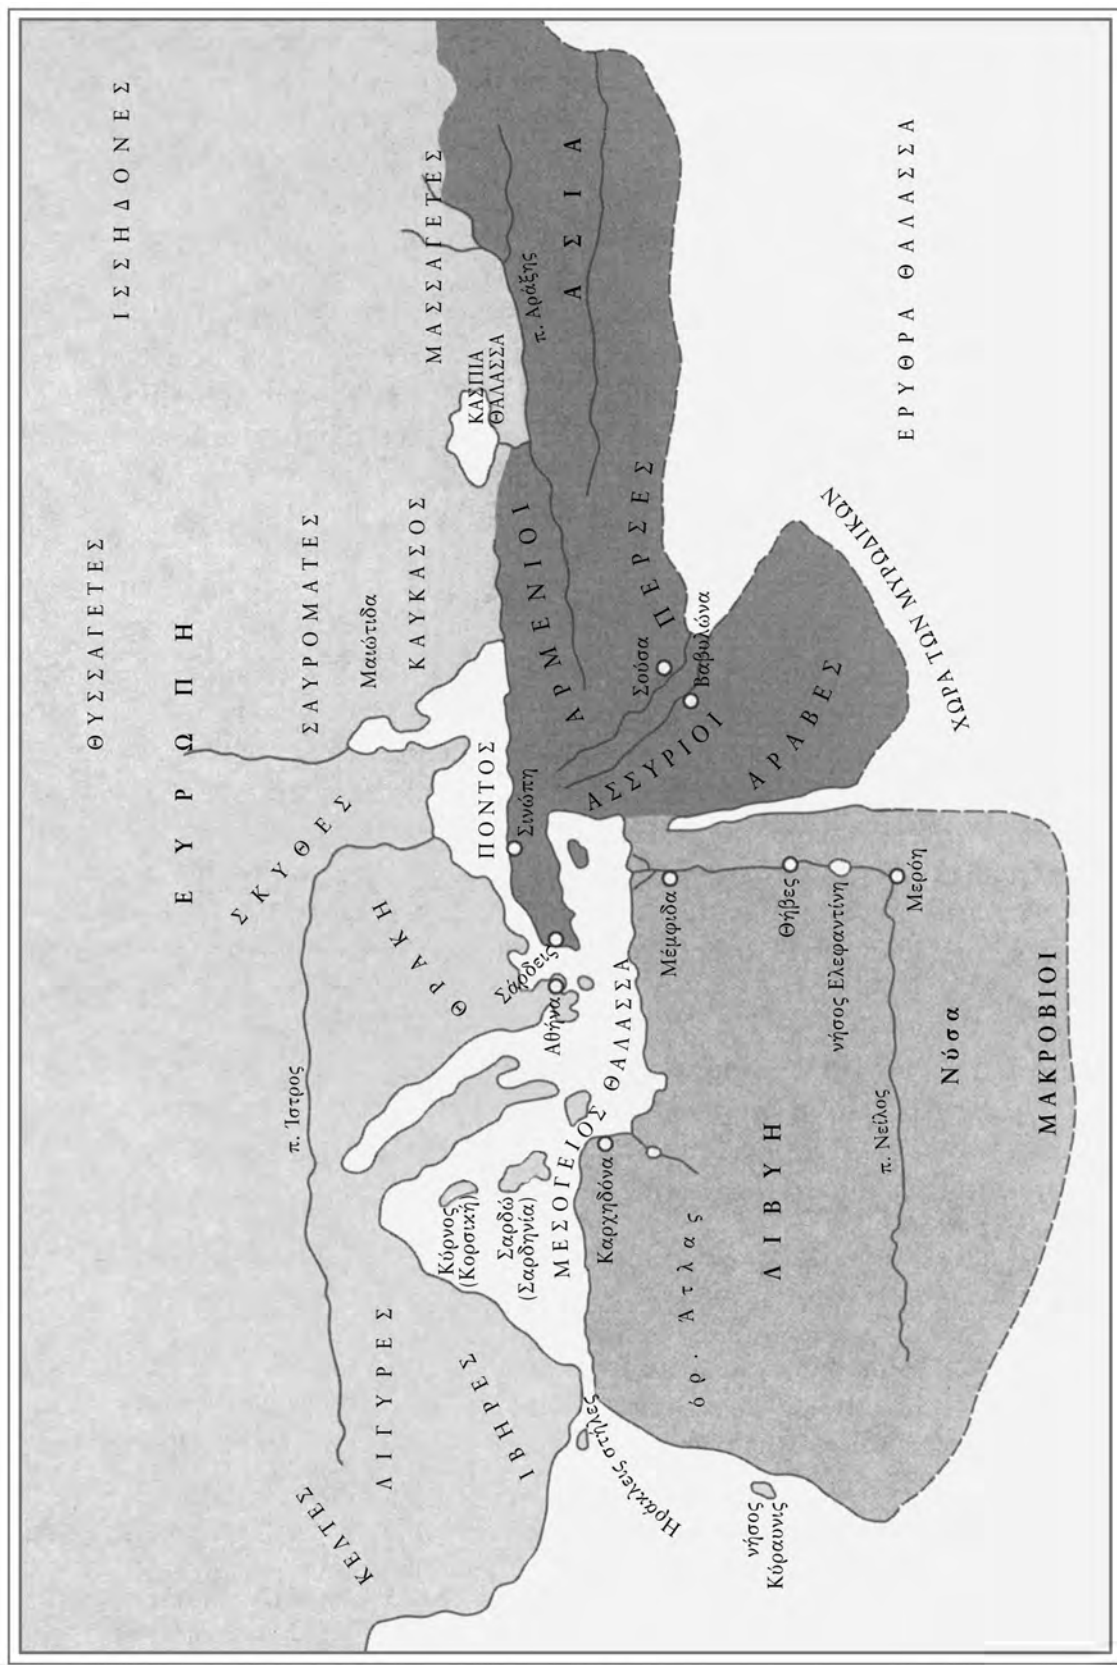 ΘΥΣΣΑΓΕΤΕΣ
ΙΣΣΗΔΟΝΕΣ
ΕΥΡΩΠΗ
ΣΚΥΘΕΣ
ΣΑΥΡΟΜΑΤΕΣ
Μαιώτιδα
ΚΑΥΚΑΣΟΣ
ΜΑΣΣΑΓΕΤΕΣ
ΚΑΣΠΙΑ
ΘΑΛΑΣΣΑ
π. Ίστρος
ΚΕΛΤΕΣ
ΛΙΓΥΡΕΣ
ΙΒΗΡΕΣ
ΘΡΑΚΗ
ΠΟΝΤΟΣ
Σινώπη
ΑΡΜΕΝΙΟΙ
π. Αράξης
ΑΣΙΑ
Κύρνος
(Κορσική)
Σαρδώ
(Σαρδηνία)
Σάρδεις
Αθήνα
ΜΕΣΟΓΕΙΟΣ ΘΑΛΑΣΣΑ
ΑΣΣΥΡΙΟΙ
Σούσα
ΠΕΡΣΕΣ
Βαβυλώνα
Ηράκλεις στήλες
Καρχηδόνα
Μέμφιδα
ΑΡΑΒΕΣ
όρ. Άτλας
νήσος
Κύραυνις
ΛΙΒΥΗ
Θήβες
νήσος Ελεφαντίνη
π. Νείλος
Μερόη
ΧΩΡΑ ΤΩΝ ΜΥΡΩΔΙΚΩΝ
ΕΡΥΘΡΑ ΘΑΛΑΣΣΑ
Νύσα
ΜΑΚΡΟΒΙΟΙ